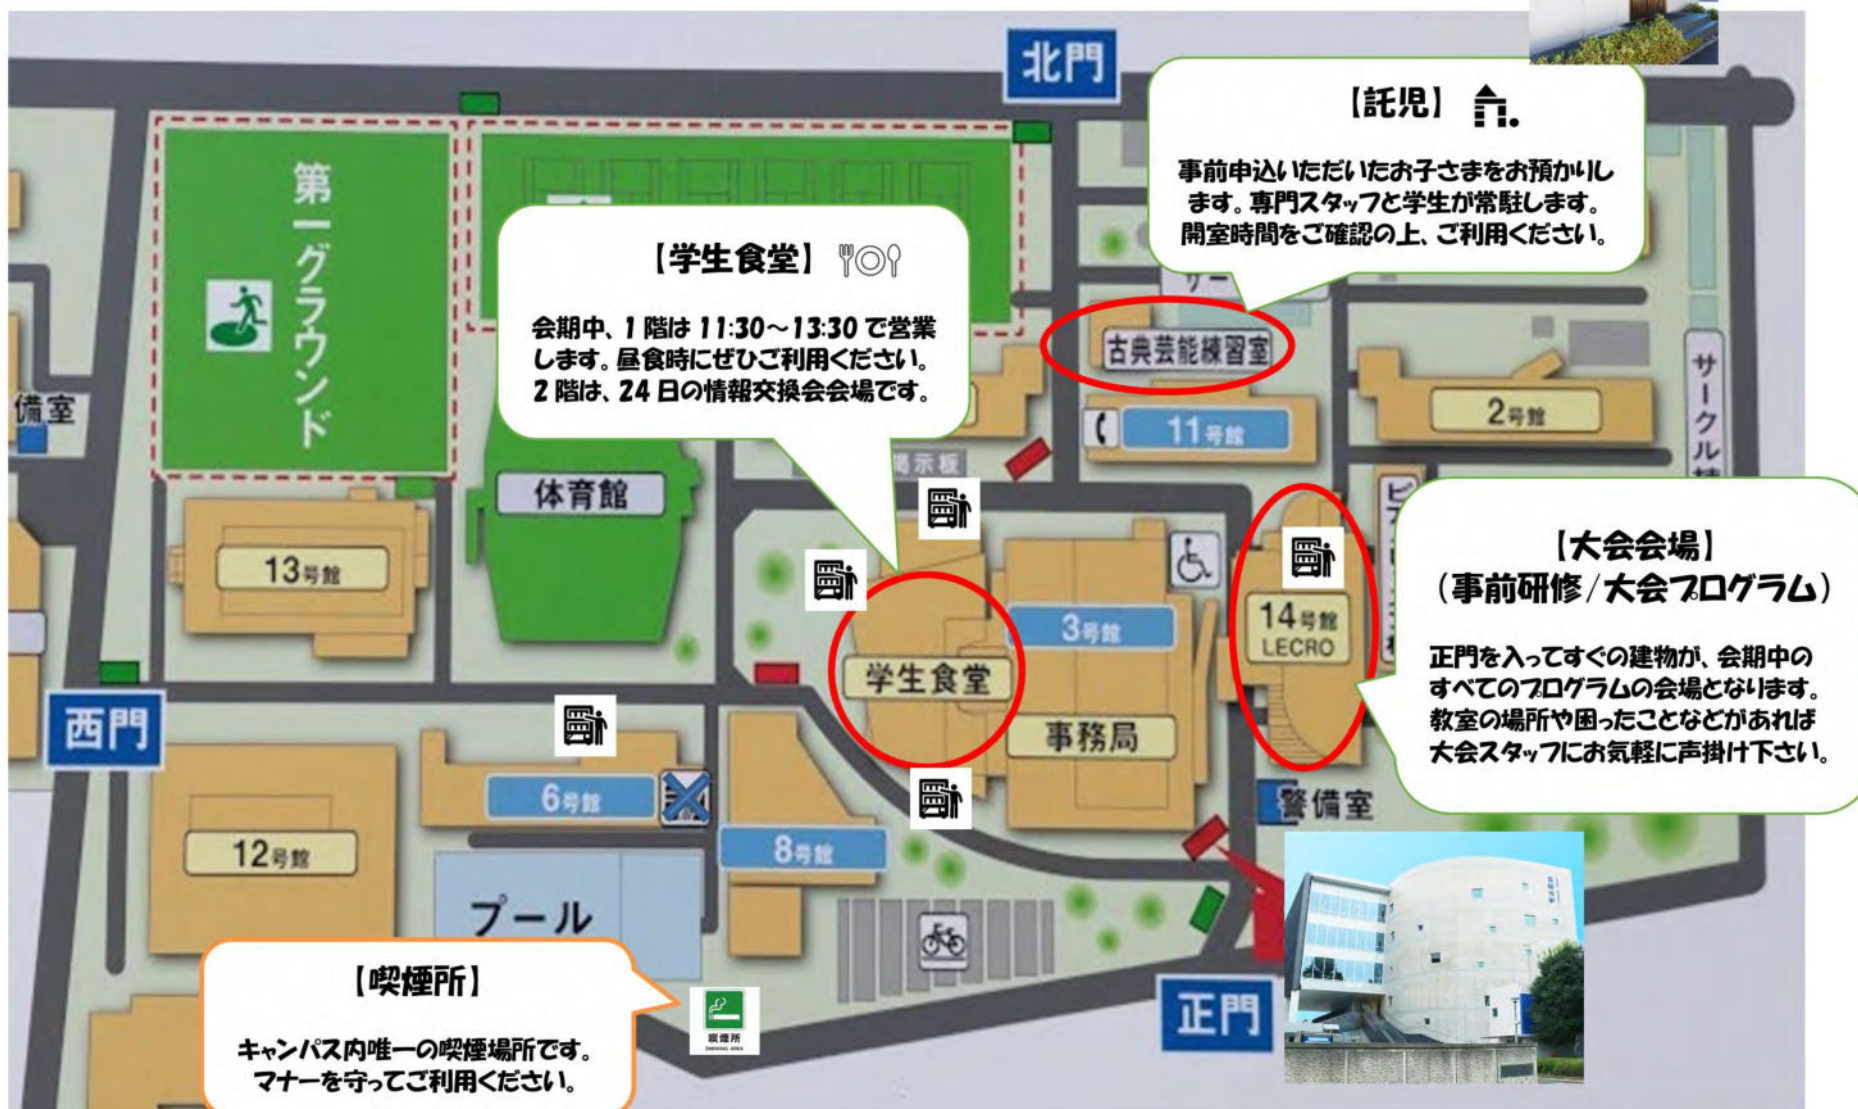 北門
【託児】
事前申込いただいたお子さまをお預かりし
ます。専門スタッフと学生が常駐します。
開室時間をご確認の上、ご利用ください。
第一グラウンド
【学生食堂】
会期中、1階は11:30～13:30で営業
します。昼食時にぜひご利用ください。
2階は、24日の情報交換会会場です。
サー
古典芸能練習室
備室
11号館
2号館
サークル棟
掲示板
体育館
13号館
14号館
LECRO
3号館
学生食堂
事務局
【大会会場】
（事前研修/大会プログラム）
正門を入ってすぐの建物が、会期中の
すべてのプログラムの会場となります。
教室の場所や困ったことなどがあれば
大会スタッフにお気軽に声掛け下さい。
西門
6号館
警備室
12号館
8号館
プール
【喫煙所】
キャンパス内唯一の喫煙場所です。
マナーを守ってご利用ください。
喫煙所
SMOKING AREA
正門